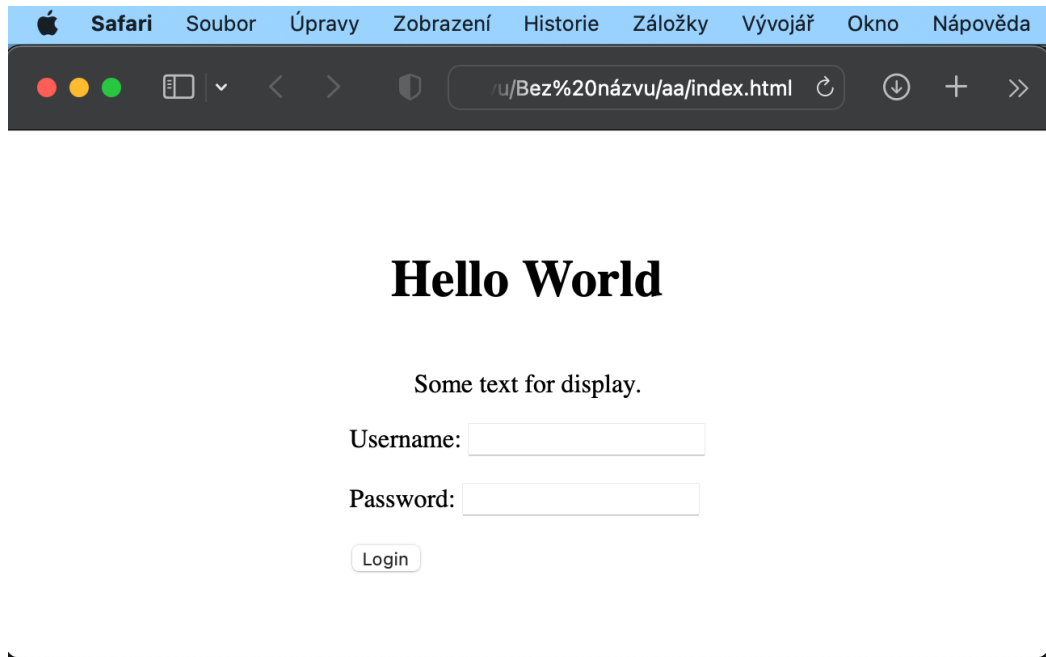 Safari Soubor Úpravy Zobrazení Historie Záložky Vývojář Okno Nápověda
/u/Bez%20názvu/aa/index.html
Hello World
Some text for display.
Username:
Password:
Login